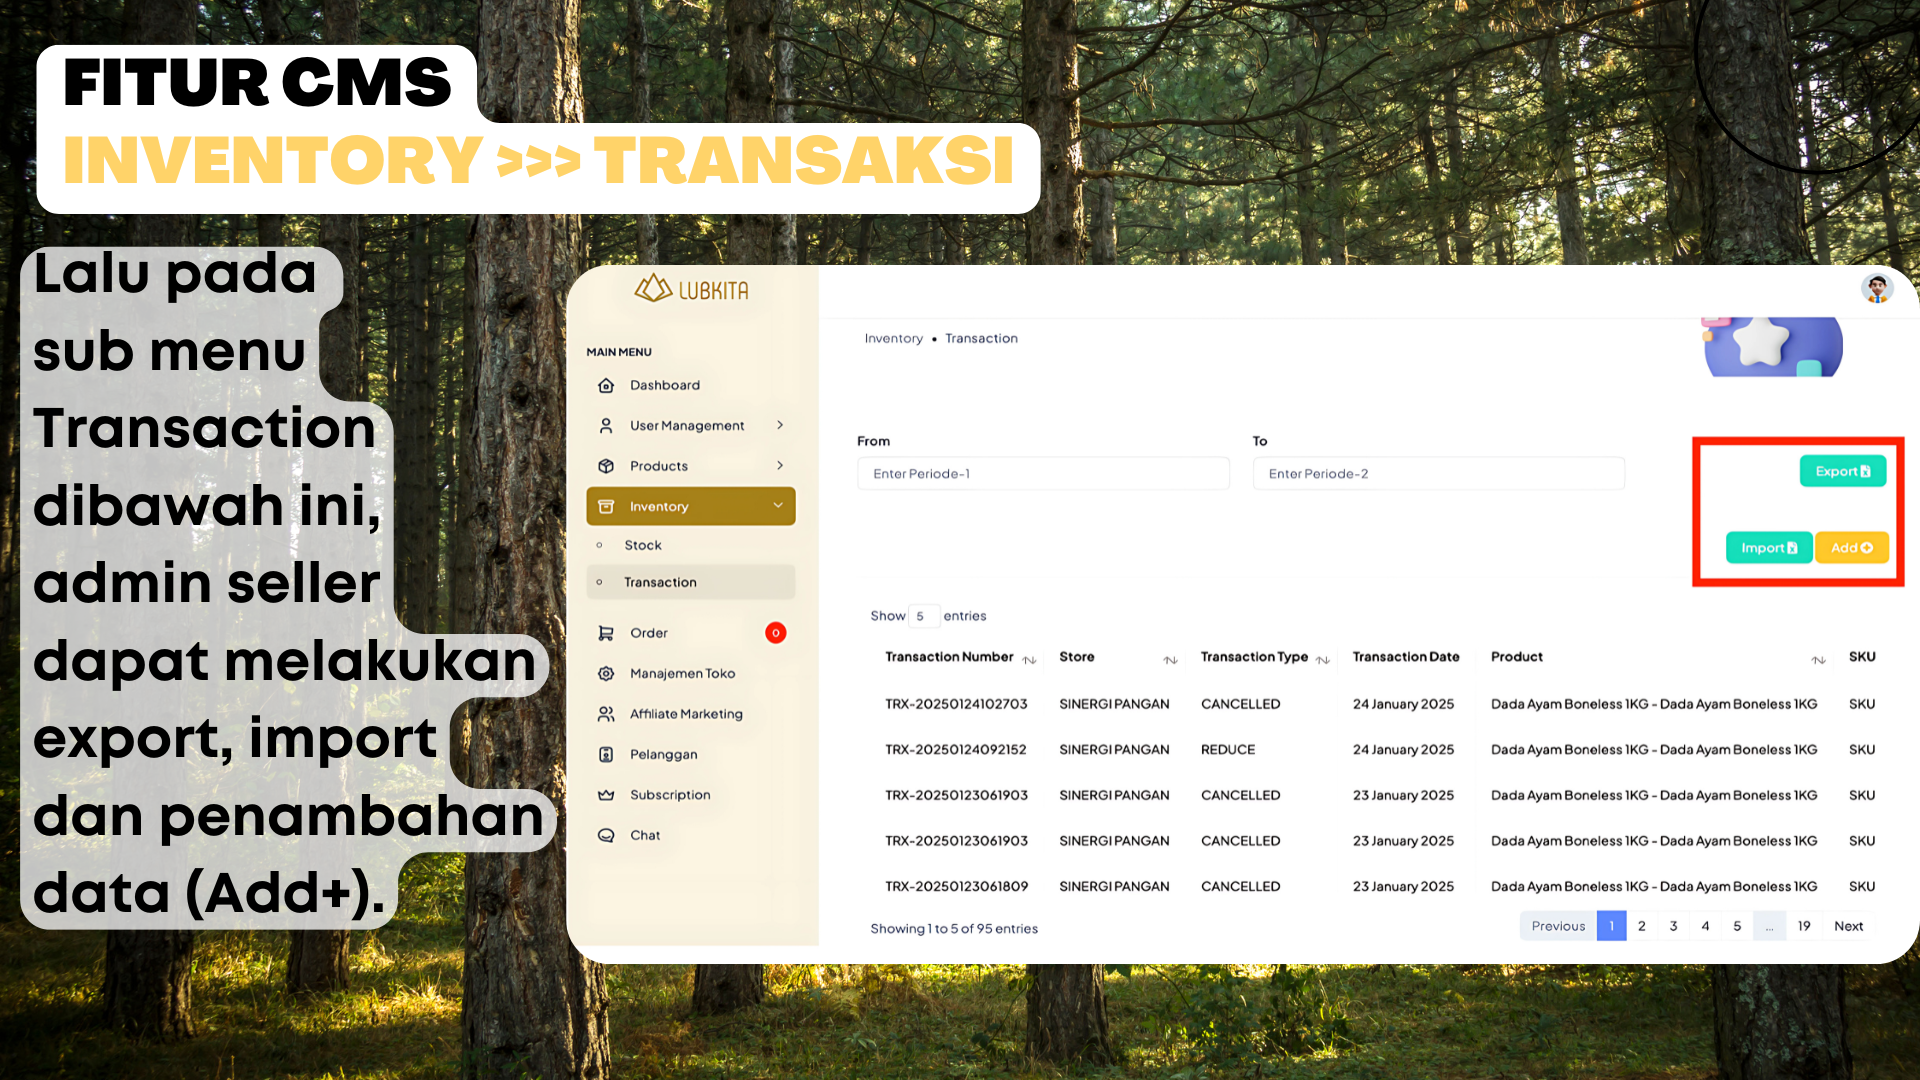 FITUR CMS
INVENTORY >>> TRANSAKSI
Lalu pada
sub menu
Transaction
dibawah ini,
admin seller
dapat melakukan
export, import
dan penambahan
data (Add+).
LUBKITA
MAIN MENU
Dashboard
User Management
Products
Inventory
Stock
Transaction
Order 0
Manajemen Toko
Affiliate Marketing
Pelanggan
Subscription
Chat
Inventory • Transaction
From To
Enter Periode-1 Enter Periode-2
Export
Import Add
Show 5 entries
Transaction Number Store Transaction Type Transaction Date Product SKU
TRX-20250124102703 SINERGI PANGAN CANCELLED 24 January 2025 Dada Ayam Boneless 1KG - Dada Ayam Boneless 1KG SKU
TRX-20250124092152 SINERGI PANGAN REDUCE 24 January 2025 Dada Ayam Boneless 1KG - Dada Ayam Boneless 1KG SKU
TRX-20250123061903 SINERGI PANGAN CANCELLED 23 January 2025 Dada Ayam Boneless 1KG - Dada Ayam Boneless 1KG SKU
TRX-20250123061903 SINERGI PANGAN CANCELLED 23 January 2025 Dada Ayam Boneless 1KG - Dada Ayam Boneless 1KG SKU
TRX-20250123061809 SINERGI PANGAN CANCELLED 23 January 2025 Dada Ayam Boneless 1KG - Dada Ayam Boneless 1KG SKU
Showing 1 to 5 of 95 entries
Previous 1 2 3 4 5 ... 19 Next